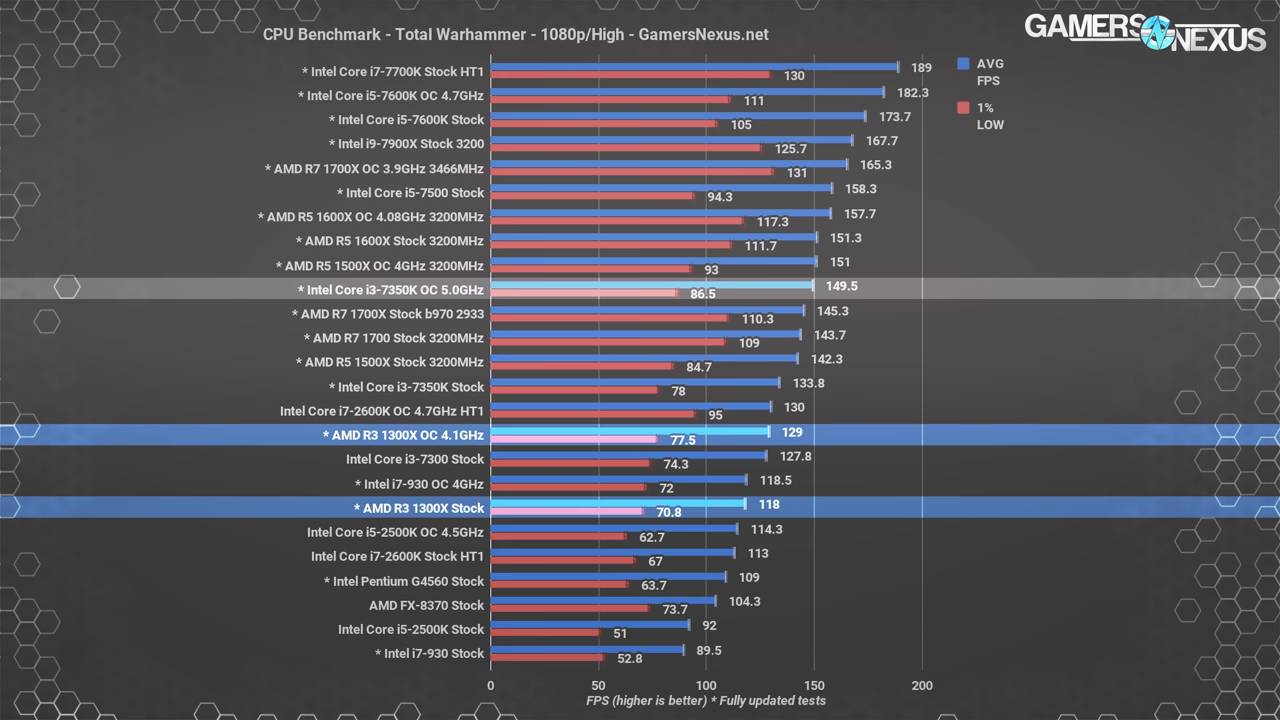 CPU Benchmark - Total Warhammer - 1080p/High - GamersNexus.net
GAMERS NEXUS
AVG
FPS
1%
LOW
* Intel Core i7-7700K Stock HT1 189 130
* Intel Core i5-7600K OC 4.7GHz 182.3 111
* Intel Core i5-7600K Stock 173.7 105
* Intel i9-7900X Stock 3200 167.7 125.7
* AMD R7 1700X OC 3.9GHz 3466MHz 165.3 131
* Intel Core i5-7500 Stock 158.3 94.3
* AMD R5 1600X OC 4.08GHz 3200MHz 157.7 117.3
* AMD R5 1600X Stock 3200MHz 151.3 111.7
* AMD R5 1500X OC 4GHz 3200MHz 151 93
* Intel Core i3-7350K OC 5.0GHz 149.5 86.5
* AMD R7 1700X Stock b970 2933 145.3 110.3
* AMD R7 1700 Stock 3200MHz 143.7 109
* AMD R5 1500X Stock 3200MHz 142.3 84.7
* Intel Core i3-7350K Stock 133.8 78
Intel Core i7-2600K OC 4.7GHz HT1 130 95
* AMD R3 1300X OC 4.1GHz 129 77.5
Intel Core i3-7300 Stock 127.8 74.3
* Intel i7-930 OC 4GHz 118.5 72
* AMD R3 1300X Stock 118 70.8
Intel Core i5-2500K OC 4.5GHz 114.3 62.7
Intel Core i7-2600K Stock HT1 113 67
* Intel Pentium G4560 Stock 109 63.7
AMD FX-8370 Stock 104.3 73.7
Intel Core i5-2500K Stock 92 51
* Intel i7-930 Stock 89.5 52.8
0 50 100 150 200
FPS (higher is better) * Fully updated tests